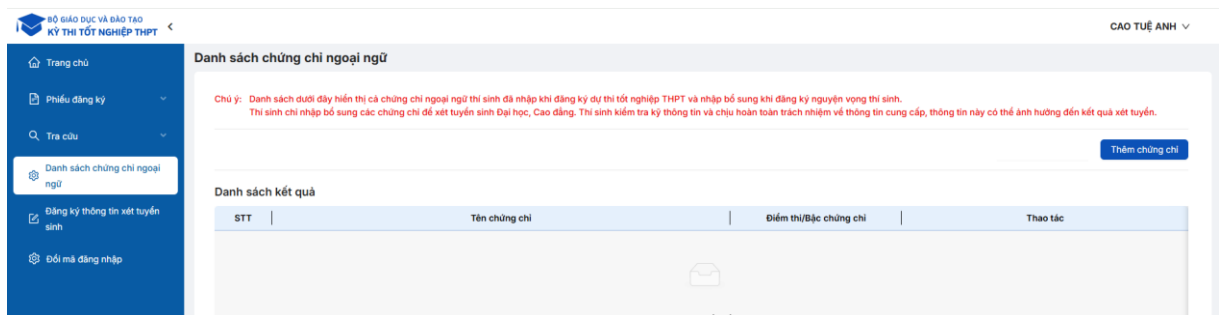 BỘ GIÁO DỤC VÀ ĐÀO TẠO
KỲ THI TỐT NGHIỆP THPT
CAO TUỆ ANH
Trang chủ
Phiếu đăng ký
Tra cứu
Danh sách chứng chỉ ngoại
ngữ
Đăng ký thông tin xét tuyển
sinh
Đổi mã đăng nhập
Danh sách chứng chỉ ngoại ngữ
Chú ý: Danh sách dưới đây hiển thị cả chứng chỉ ngoại ngữ thí sinh đã nhập khi đăng ký dự thi tốt nghiệp THPT và nhập bổ sung khi đăng ký nguyện vọng thí sinh.
Thí sinh chỉ nhập bổ sung các chứng chỉ để xét tuyển sinh Đại học, Cao đẳng. Thí sinh kiểm tra kỹ thông tin và chịu hoàn toàn trách nhiệm về thông tin cung cấp, thông tin này có thể ảnh hưởng đến kết quả xét tuyển.
Thêm chứng chỉ
Danh sách kết quả
STT Tên chứng chỉ Điểm thi/Bậc chứng chỉ Thao tác